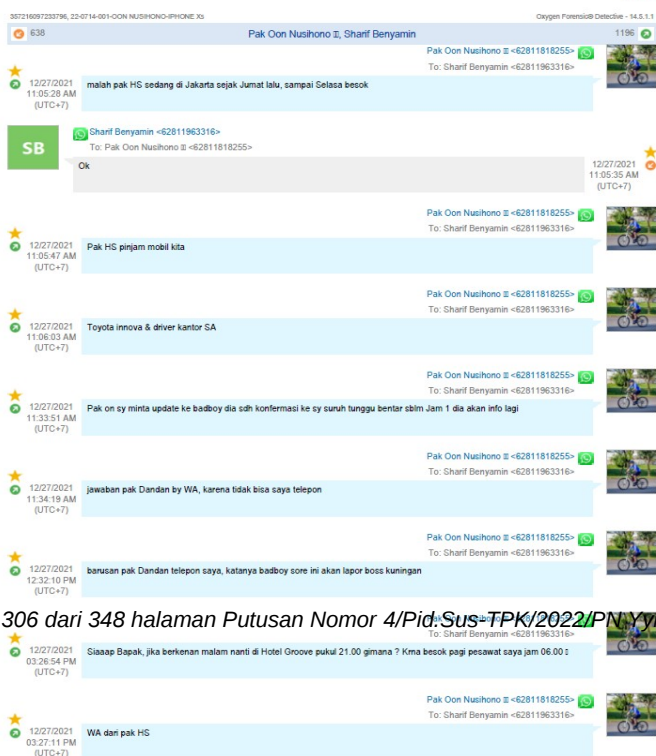 357216097233796, 22-0714-001-OON NUSIHONO-IPHONE Xs
Oxygen Forensic® Detective - 14.5.1.1
638
Pak Oon Nusihono, Sharif Benyamin
1196
Pak Oon Nusihono <62811818255>
To: Sharif Benyamin <62811963316>
12/27/2021
11:05:28 AM
(UTC+7)
malah pak HS sedang di Jakarta sejak Jumat lalu, sampai Selasa besok
SB
Sharif Benyamin <62811963316>
To: Pak Oon Nusihono <62811818255>
Ok
12/27/2021
11:05:35 AM
(UTC+7)
Pak Oon Nusihono <62811818255>
To: Sharif Benyamin <62811963316>
12/27/2021
11:05:47 AM
(UTC+7)
Pak HS pinjam mobil kita
Pak Oon Nusihono <62811818255>
To: Sharif Benyamin <62811963316>
12/27/2021
11:06:03 AM
(UTC+7)
Toyota innova & driver kantor SA
Pak Oon Nusihono <62811818255>
To: Sharif Benyamin <62811963316>
12/27/2021
11:33:51 AM
(UTC+7)
Pak on sy minta update ke badboy dia sdh konfermasi ke sy suruh tunggu bentar sblm Jam 1 dia akan info lagi
Pak Oon Nusihono <62811818255>
To: Sharif Benyamin <62811963316>
12/27/2021
11:34:19 AM
(UTC+7)
jawaban pak Dandan by WA, karena tidak bisa saya telepon
Pak Oon Nusihono <62811818255>
To: Sharif Benyamin <62811963316>
12/27/2021
12:32:10 PM
(UTC+7)
barusan pak Dandan telepon saya, katanya badboy sore ini akan lapor boss kuningan
306 dari 348 halaman Putusan Nomor 4/Pid.Sus-TPK/2022/PN.Yy
To: Sharif Benyamin <62811963316>
12/27/2021
03:26:54 PM
(UTC+7)
Siaaap Bapak, jika berkenan malam nanti di Hotel Groove pukul 21.00 gimana ? Krna besok pagi pesawat saya jam 06.00
Pak Oon Nusihono <62811818255>
To: Sharif Benyamin <62811963316>
12/27/2021
03:27:11 PM
(UTC+7)
WA dari pak HS